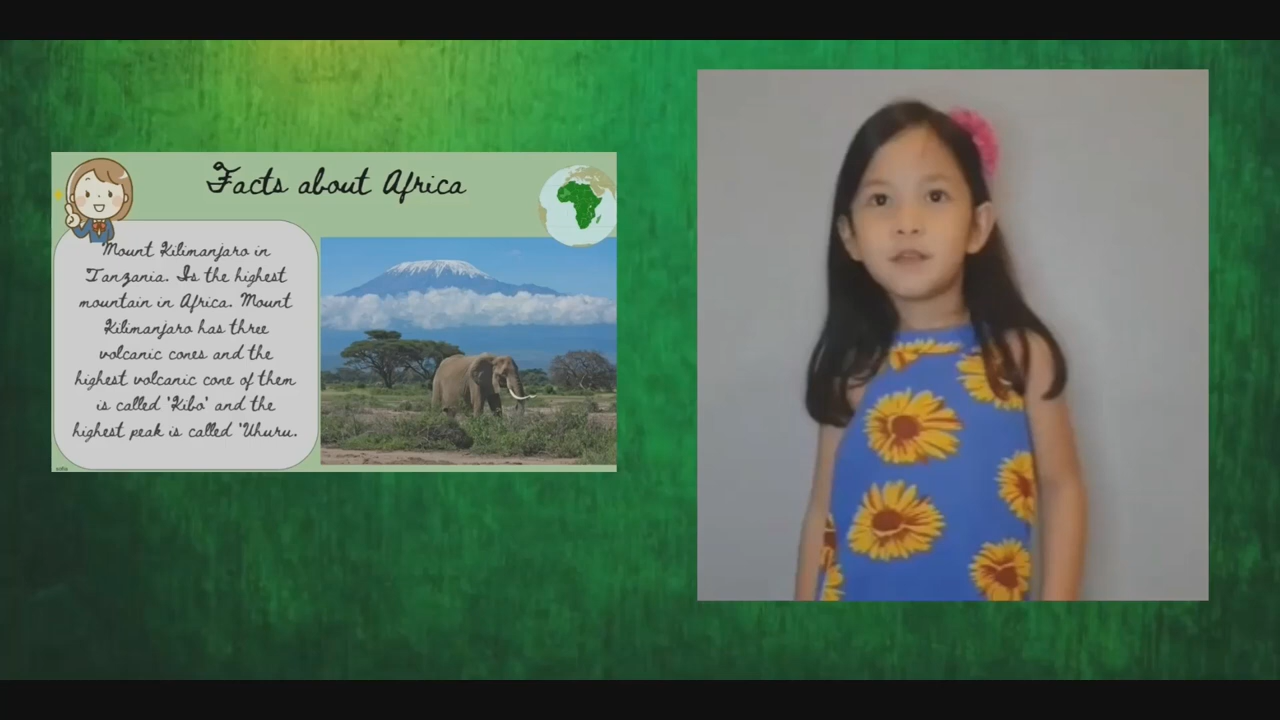 Facts about Africa
Mount Kilimanjaro in
Tanzania. Is the highest
mountain in Africa. Mount
Kilimanjaro has three
volcanic cones and the
highest volcanic cone of them
is called 'Kibo' and the
highest peak is called 'Uhuru.